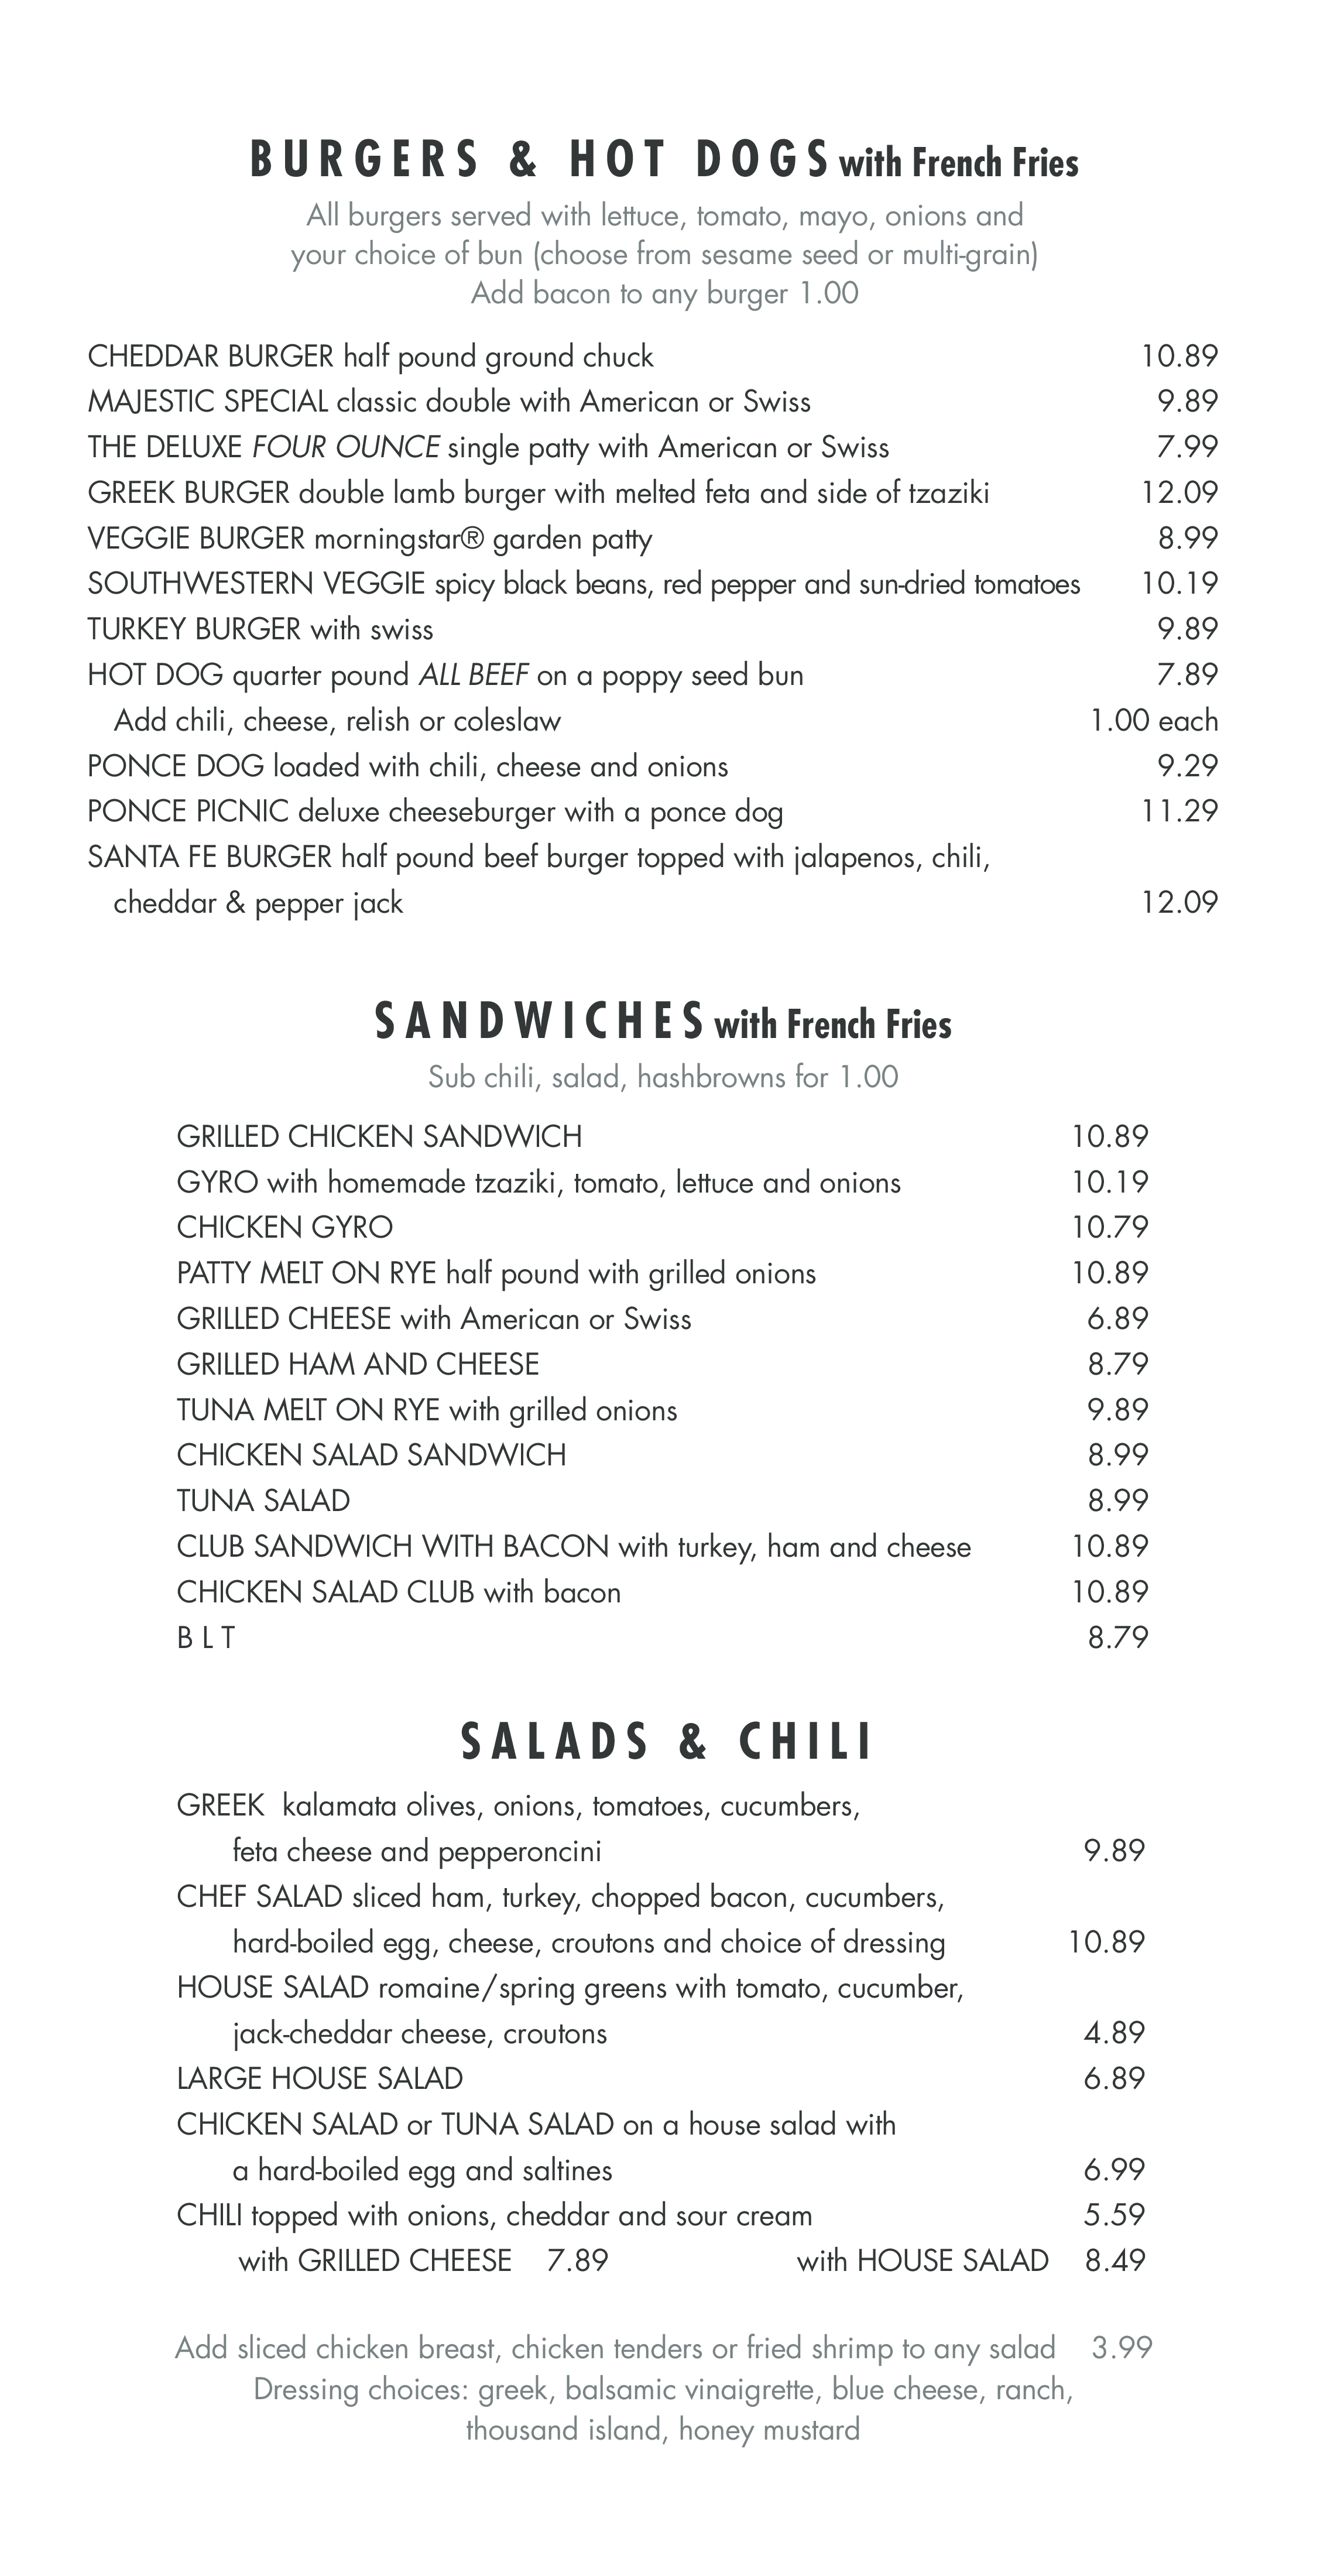 BURGERS & HOT DOGS with French Fries
All burgers served with lettuce, tomato, mayo, onions and
your choice of bun (choose from sesame seed or multi-grain)
Add bacon to any burger 1.00
CHEDDAR BURGER half pound ground chuck 10.89
MAJESTIC SPECIAL classic double with American or Swiss 9.89
THE DELUXE FOUR OUNCE single patty with American or Swiss 7.99
GREEK BURGER double lamb burger with melted feta and side of tzaziki 12.09
VEGGIE BURGER morningstar® garden patty 8.99
SOUTHWESTERN VEGGIE spicy black beans, red pepper and sun-dried tomatoes 10.19
TURKEY BURGER with swiss 9.89
HOT DOG quarter pound ALL BEEF on a poppy seed bun 7.89
Add chili, cheese, relish or coleslaw 1.00 each
PONCE DOG loaded with chili, cheese and onions 9.29
PONCE PICNIC deluxe cheeseburger with a ponce dog 11.29
SANTA FE BURGER half pound beef burger topped with jalapenos, chili,
cheddar & pepper jack 12.09
SANDWICHES with French Fries
Sub chili, salad, hashbrowns for 1.00
GRILLED CHICKEN SANDWICH 10.89
GYRO with homemade tzaziki, tomato, lettuce and onions 10.19
CHICKEN GYRO 10.79
PATTY MELT ON RYE half pound with grilled onions 10.89
GRILLED CHEESE with American or Swiss 6.89
GRILLED HAM AND CHEESE 8.79
TUNA MELT ON RYE with grilled onions 9.89
CHICKEN SALAD SANDWICH 8.99
TUNA SALAD 8.99
CLUB SANDWICH WITH BACON with turkey, ham and cheese 10.89
CHICKEN SALAD CLUB with bacon 10.89
B L T 8.79
SALADS & CHILI
GREEK kalamata olives, onions, tomatoes, cucumbers,
feta cheese and pepperoncini 9.89
CHEF SALAD sliced ham, turkey, chopped bacon, cucumbers,
hard-boiled egg, cheese, croutons and choice of dressing 10.89
HOUSE SALAD romaine/spring greens with tomato, cucumber,
jack-cheddar cheese, croutons 4.89
LARGE HOUSE SALAD 6.89
CHICKEN SALAD or TUNA SALAD on a house salad with
a hard-boiled egg and saltines 6.99
CHILI topped with onions, cheddar and sour cream 5.59
with GRILLED CHEESE 7.89 with HOUSE SALAD 8.49
Add sliced chicken breast, chicken tenders or fried shrimp to any salad 3.99
Dressing choices: greek, balsamic vinaigrette, blue cheese, ranch,
thousand island, honey mustard